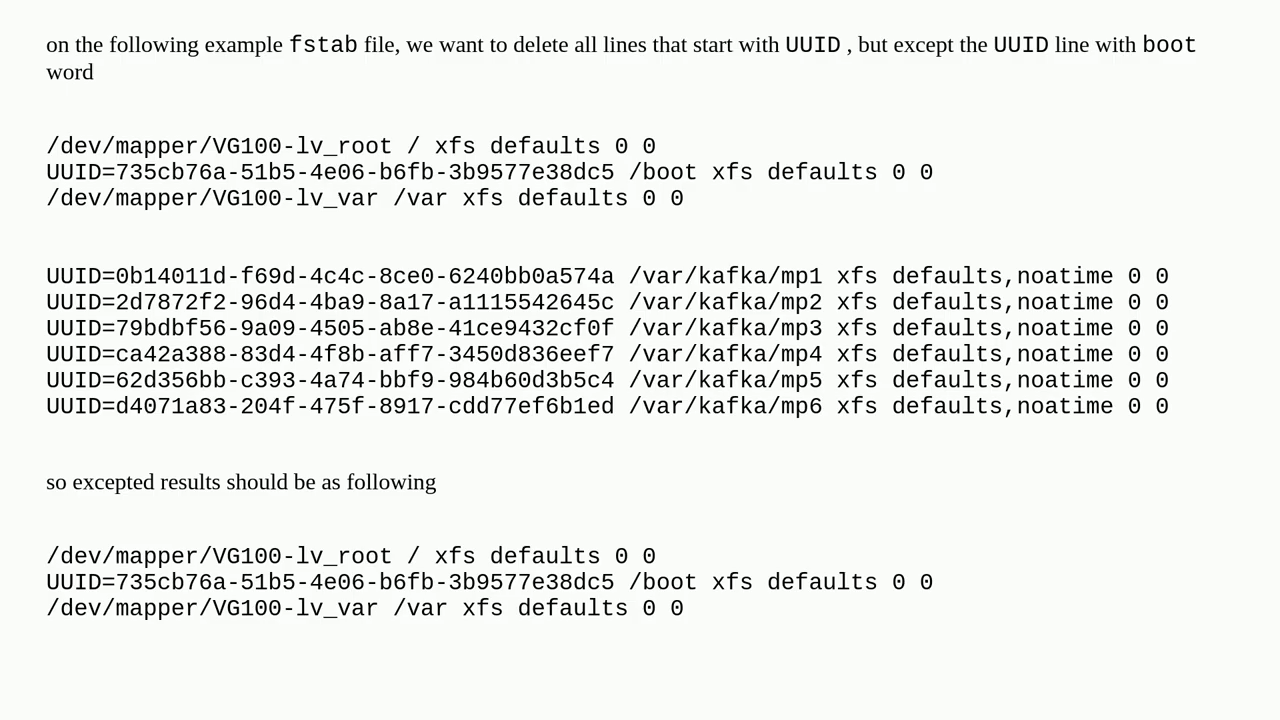 on the following example fstab file, we want to delete all lines that start with UUID , but except the UUID line with boot
word
/dev/mapper/VG100-lv_root / xfs defaults 0 0
UUID=735cb76a-51b5-4e06-b6fb-3b9577e38dc5 /boot xfs defaults 0 0
/dev/mapper/VG100-lv_var /var xfs defaults 0 0
UUID=0b14011d-f69d-4c4c-8ce0-6240bb0a574a /var/kafka/mp1 xfs defaults,noatime 0 0
UUID=2d7872f2-96d4-4ba9-8a17-a1115542645c /var/kafka/mp2 xfs defaults,noatime 0 0
UUID=79bdbf56-9a09-4505-ab8e-41ce9432cf0f /var/kafka/mp3 xfs defaults,noatime 0 0
UUID=ca42a388-83d4-4f8b-aff7-3450d836eef7 /var/kafka/mp4 xfs defaults,noatime 0 0
UUID=62d356bb-c393-4a74-bbf9-984b60d3b5c4 /var/kafka/mp5 xfs defaults,noatime 0 0
UUID=d4071a83-204f-475f-8917-cdd77ef6b1ed /var/kafka/mp6 xfs defaults,noatime 0 0
so excepted results should be as following
/dev/mapper/VG100-lv_root / xfs defaults 0 0
UUID=735cb76a-51b5-4e06-b6fb-3b9577e38dc5 /boot xfs defaults 0 0
/dev/mapper/VG100-lv_var /var xfs defaults 0 0